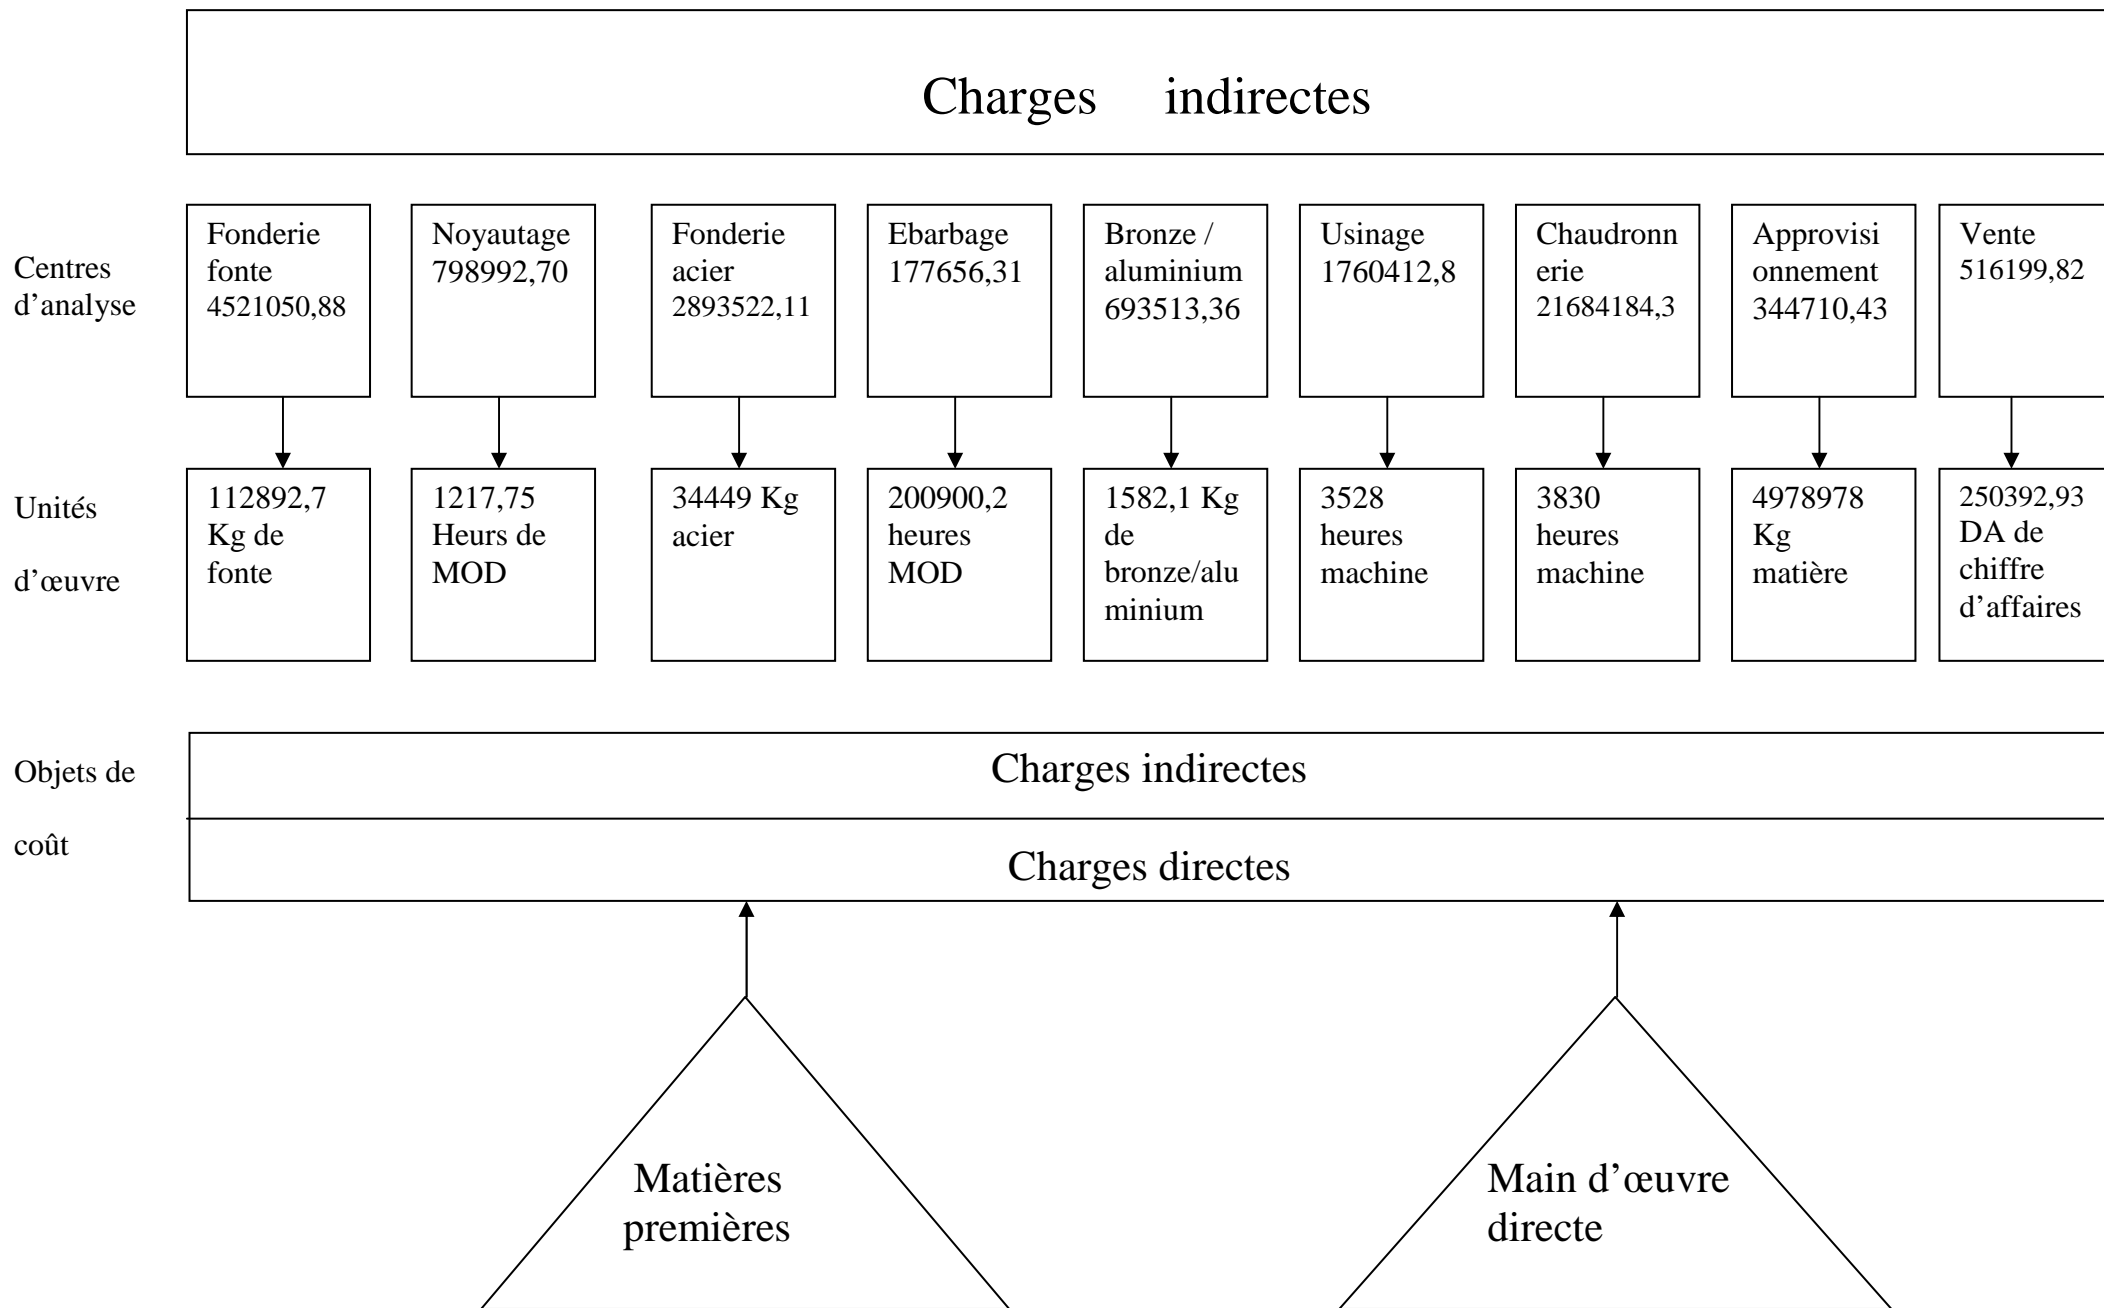 Charges indirectes
Centres
d’analyse
Fonderie
fonte
4521050,88
Noyautage
798992,70
Fonderie
acier
2893522,11
Ebarbage
177656,31
Bronze /
aluminium
693513,36
Usinage
1760412,8
Chaudronn
erie
21684184,3
Approvisi
onnement
344710,43
Vente
516199,82
Unités
d’œuvre
112892,7
Kg de
fonte
1217,75
Heurs de
MOD
34449 Kg
acier
200900,2
heures
MOD
1582,1 Kg
de
bronze/alu
minium
3528
heures
machine
3830
heures
machine
4978978
Kg
matière
250392,93
DA de
chiffre
d’affaires
Objets de
coût
Charges indirectes
Charges directes
Matières
premières
Main d’œuvre
directe